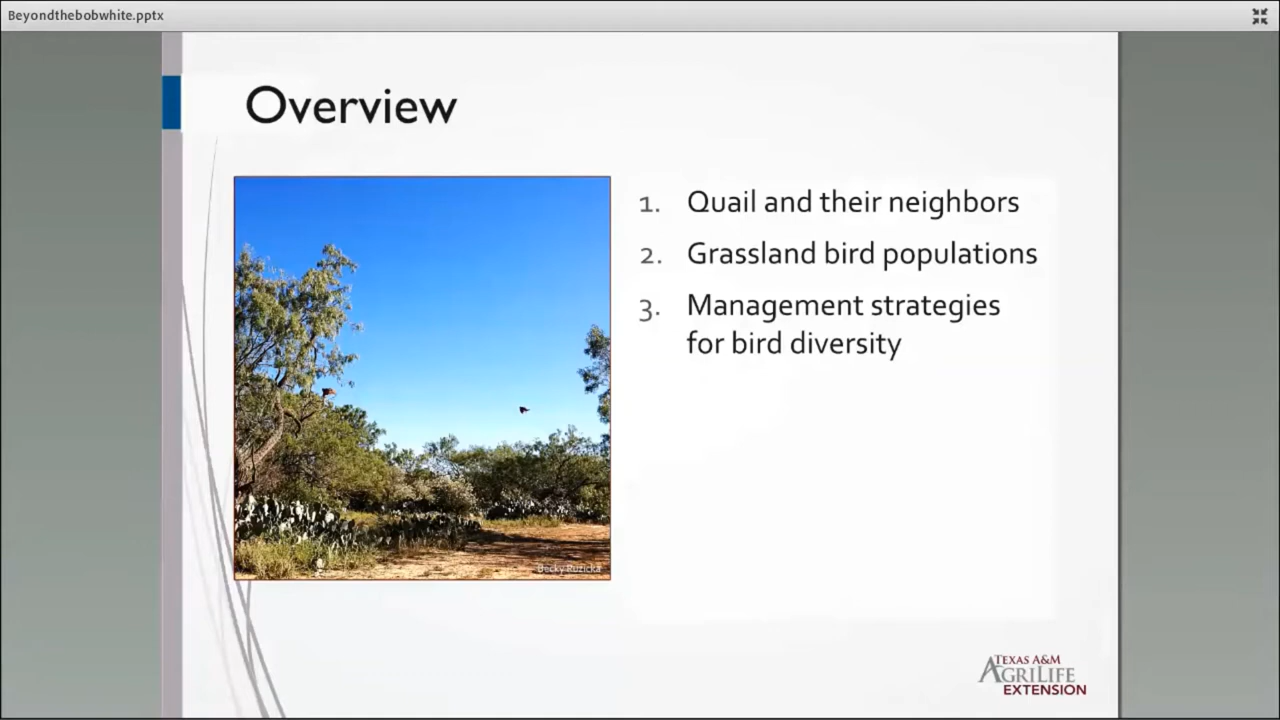 Beyondthebobwhite.pptx
Overview
1. Quail and their neighbors
2. Grassland bird populations
3. Management strategies
for bird diversity
Becky Ruzicka
TEXAS A&M
AGRILIFE
EXTENSION